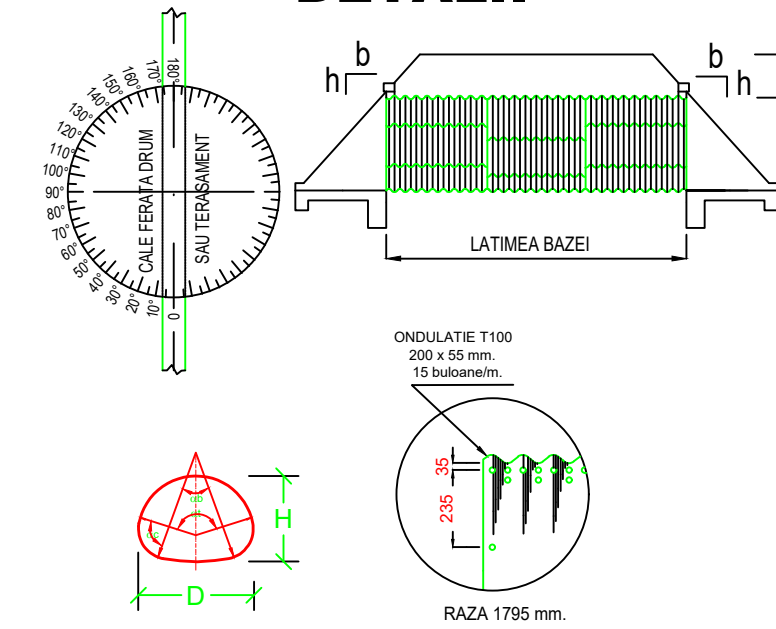 180°
170°
160°
150°
140°
130°
120°
110°
100°
90°
80°
70°
60°
50°
40°
30°
20°
10°
0
CALE FERATA DRUM
SAU TERASAMENT
b
h
b
h
h
LATIMEA BAZEI
ONDULATIE T100
200 x 55 mm.
15 buloane/m.
35
235
RAZA 1795 mm.
H
D